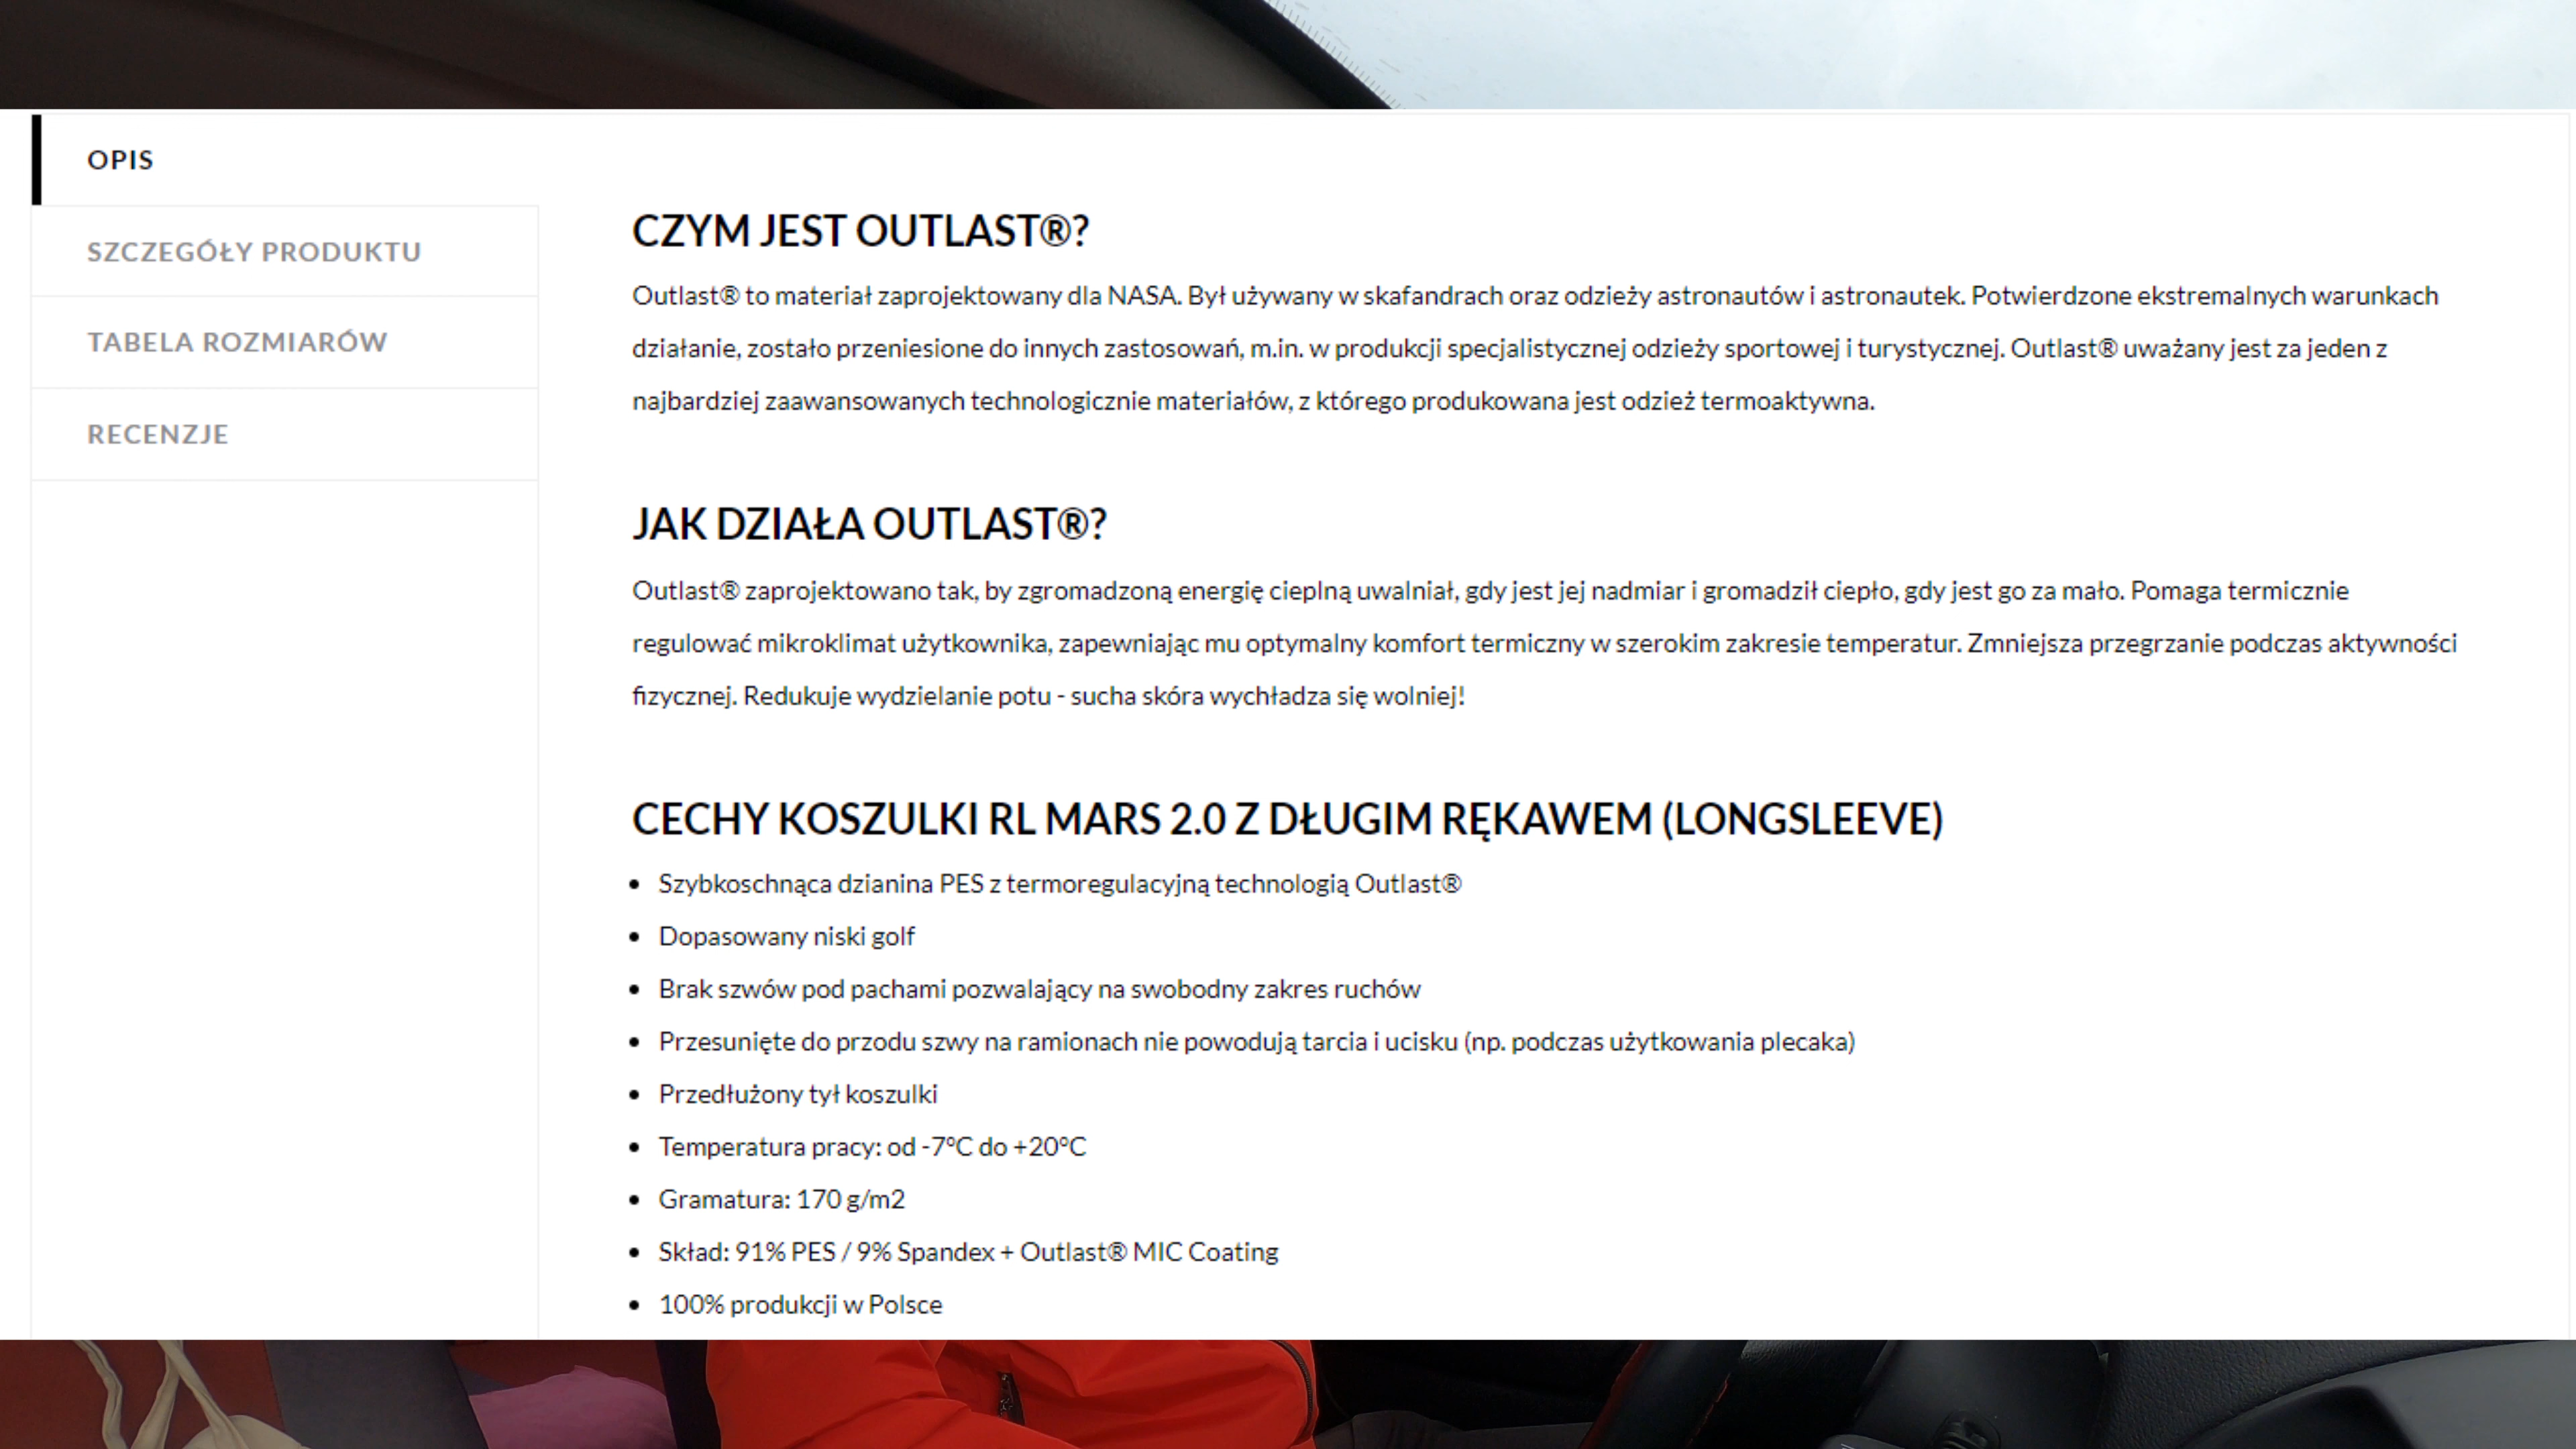 OPIS
SZCZEGÓŁY PRODUKTU
TABELA ROZMIARÓW
RECENZJE
CZYM JEST OUTLAST®?
Outlast® to materiał zaprojektowany dla NASA. Był używany w skafandrach oraz odzieży astronautów i astronautek. Potwierdzone ekstremalnych warunkach
działanie, zostało przeniesione do innych zastosowań, m.in. w produkcji specjalistycznej odzieży sportowej i turystycznej. Outlast® uważany jest za jeden z
najbardziej zaawansowanych technologicznie materiałów, z którego produkowana jest odzież termoaktywna.
JAK DZIAŁA OUTLAST®?
Outlast® zaprojektowano tak, by zgromadzoną energię cieplną uwalniał, gdy jest jej nadmiar i gromadził ciepło, gdy jest go za mało. Pomaga termicznie
regulować mikroklimat użytkownika, zapewniając mu optymalny komfort termiczny w szerokim zakresie temperatur. Zmniejsza przegrzanie podczas aktywności
fizycznej. Redukuje wydzielanie potu - sucha skóra wychładza się wolniej!
CECHY KOSZULKI RL MARS 2.0 Z DŁUGIM RĘKAWEM (LONGSLEEVE)
• Szybkoschnąca dzianina PES z termoregulacyjną technologią Outlast®
• Dopasowany niski golf
• Brak szwów pod pachami pozwalający na swobodny zakres ruchów
• Przesunięte do przodu szwy na ramionach nie powodują tarcia i ucisku (np. podczas użytkowania plecaka)
• Przedłużony tył koszulki
• Temperatura pracy: od -7°C do +20°C
• Gramatura: 170 g/m2
• Skład: 91% PES / 9% Spandex + Outlast® MIC Coating
• 100% produkcji w Polsce